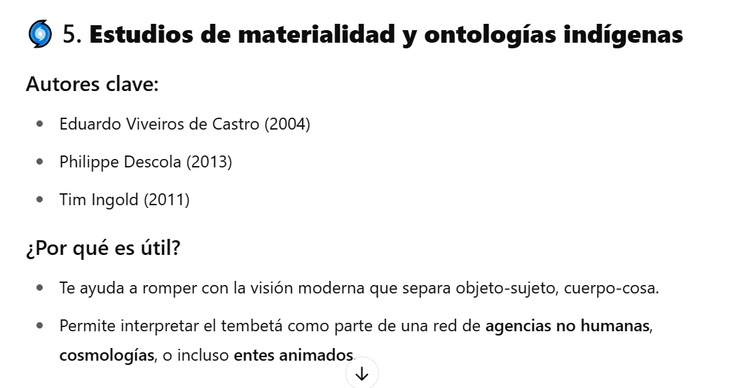 5. Estudios de materialidad y ontologías indígenas
Autores clave:
• Eduardo Viveiros de Castro (2004)
• Philippe Descola (2013)
• Tim Ingold (2011)
¿Por qué es útil?
• Te ayuda a romper con la visión moderna que separa objeto-sujeto, cuerpo-cosa.
• Permite interpretar el tembetá como parte de una red de agencias no humanas,
cosmologías, o incluso entes animados